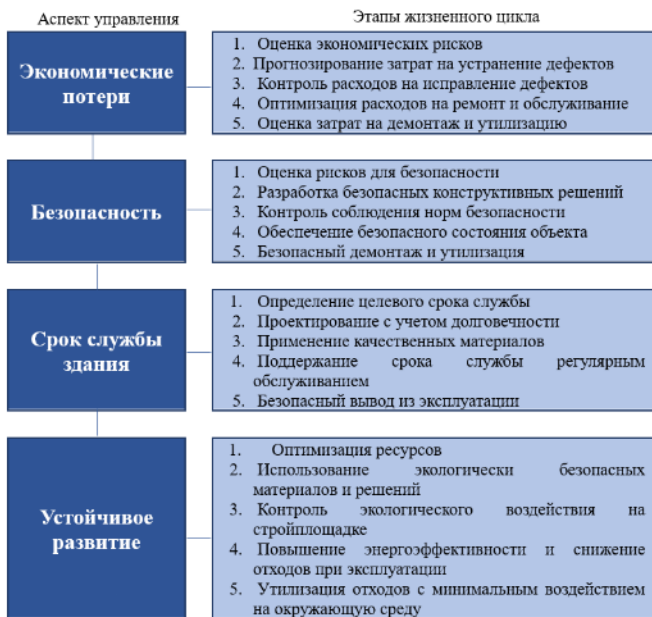 Аспект управления
Этапы жизненного цикла
Экономические
потери
1. Оценка экономических рисков
2. Прогнозирование затрат на устранение дефектов
3. Контроль расходов на исправление дефектов
4. Оптимизация расходов на ремонт и обслуживание
5. Оценка затрат на демонтаж и утилизацию
Безопасность
1. Оценка рисков для безопасности
2. Разработка безопасных конструктивных решений
3. Контроль соблюдения норм безопасности
4. Обеспечение безопасного состояния объекта
5. Безопасный демонтаж и утилизация
Срок службы
здания
1. Определение целевого срока службы
2. Проектирование с учетом долговечности
3. Применение качественных материалов
4. Поддержание срока службы регулярным
обслуживанием
5. Безопасный вывод из эксплуатации
Устойчивое
развитие
1. Оптимизация ресурсов
2. Использование экологически безопасных
материалов и решений
3. Контроль экологического воздействия на
стройплощадке
4. Повышение энергоэффективности и снижение
отходов при эксплуатации
5. Утилизация отходов с минимальным воздействием
на окружающую среду